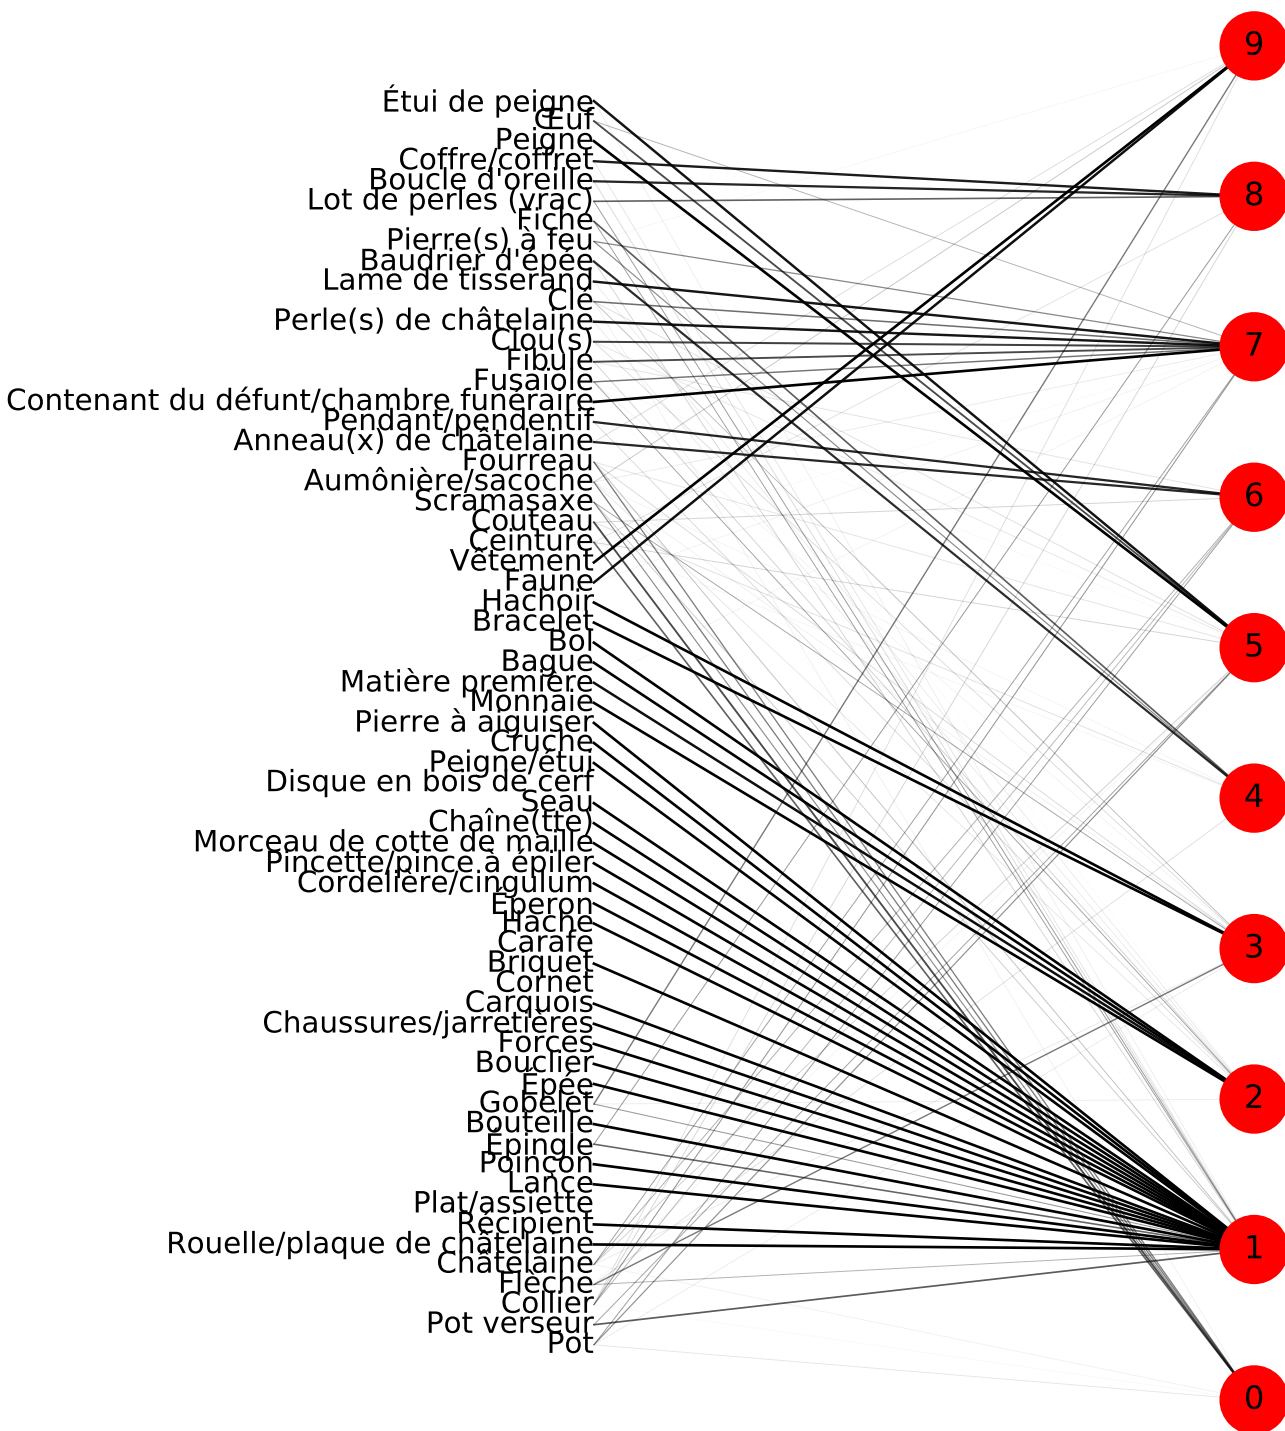 Étui de peigne
Œuf
Peigne
Coffre/coffret
Boucle d'oreille
Lot de perles (vrac)
Fiche
Pierre(s) à feu
Baudrier d'épée
Lame de tisserand
Clé
Perle(s) de châtelaine
Clou(s)
Fibule
Fusaïole
Contenant du défunt/chambre funéraire
Pendant/pendentif
Anneau(x) de châtelaine
Fourreau
Aumônière/sacoche
Scramasaxe
Couteau
Ceinture
Vêtement
Faune
Hachoir
Bracelet
Bol
Bague
Matière première
Monnaie
Pierre à aiguiser
Cruche
Peigne/étui
Disque en bois de cerf
Seau
Chaîne(tte)
Morceau de cotte de maille
Pincette/pince à épiler
Cordelière/cingulum
Éperon
Hache
Carafe
Briquet
Cornet
Carquois
Chaussures/jarretières
Forces
Bouclier
Épée
Gobelet
Bouteille
Épingle
Poinçon
Lance
Plat/assiette
Récipient
Rouelle/plaque de châtelaine
Châtelaine
Flèche
Collier
Pot verseur
Pot
9
8
7
6
5
4
3
2
1
0